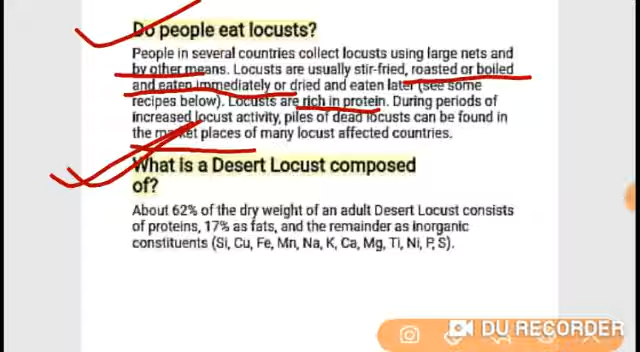 Do people eat locusts?
People in several countries collect locusts using large nets and
by other means. Locusts are usually stir-fried, roasted or boiled
and eaten immediately or dried and eaten later (see some
recipes below). Locusts are rich in protein. During periods of
increased locust activity, piles of dead locusts can be found in
the market places of many locust affected countries.
What is a Desert Locust composed
of?
About 62% of the dry weight of an adult Desert Locust consists
of proteins, 17% as fats, and the remainder as inorganic
constituents (Si, Cu, Fe, Mn, Na, K, Ca, Mg, Ti, Ni, P, S).
DU RECORDER